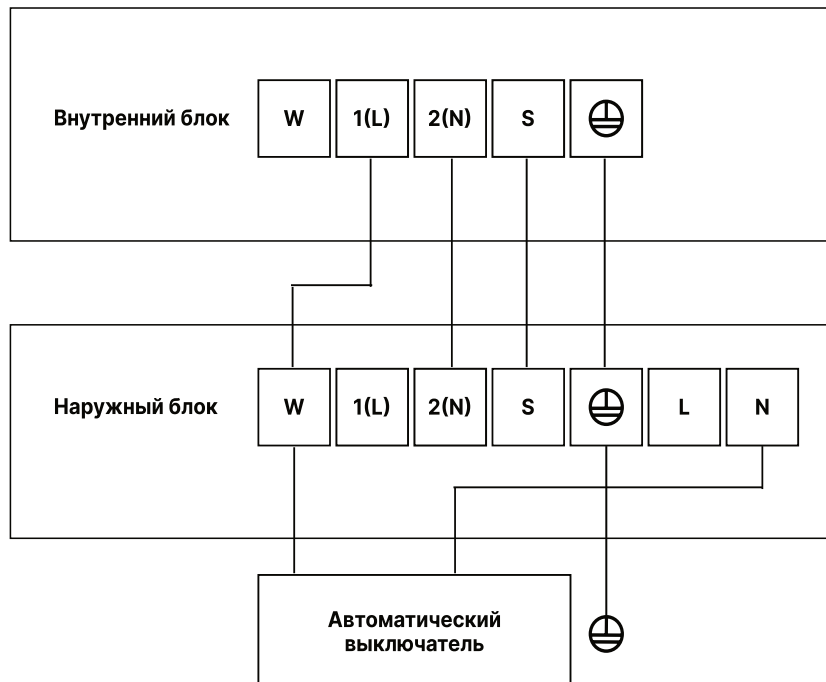 Внутренний блок W 1(L) 2(N) S
Наружный блок W 1(L) 2(N) S L N
Автоматический
выключатель